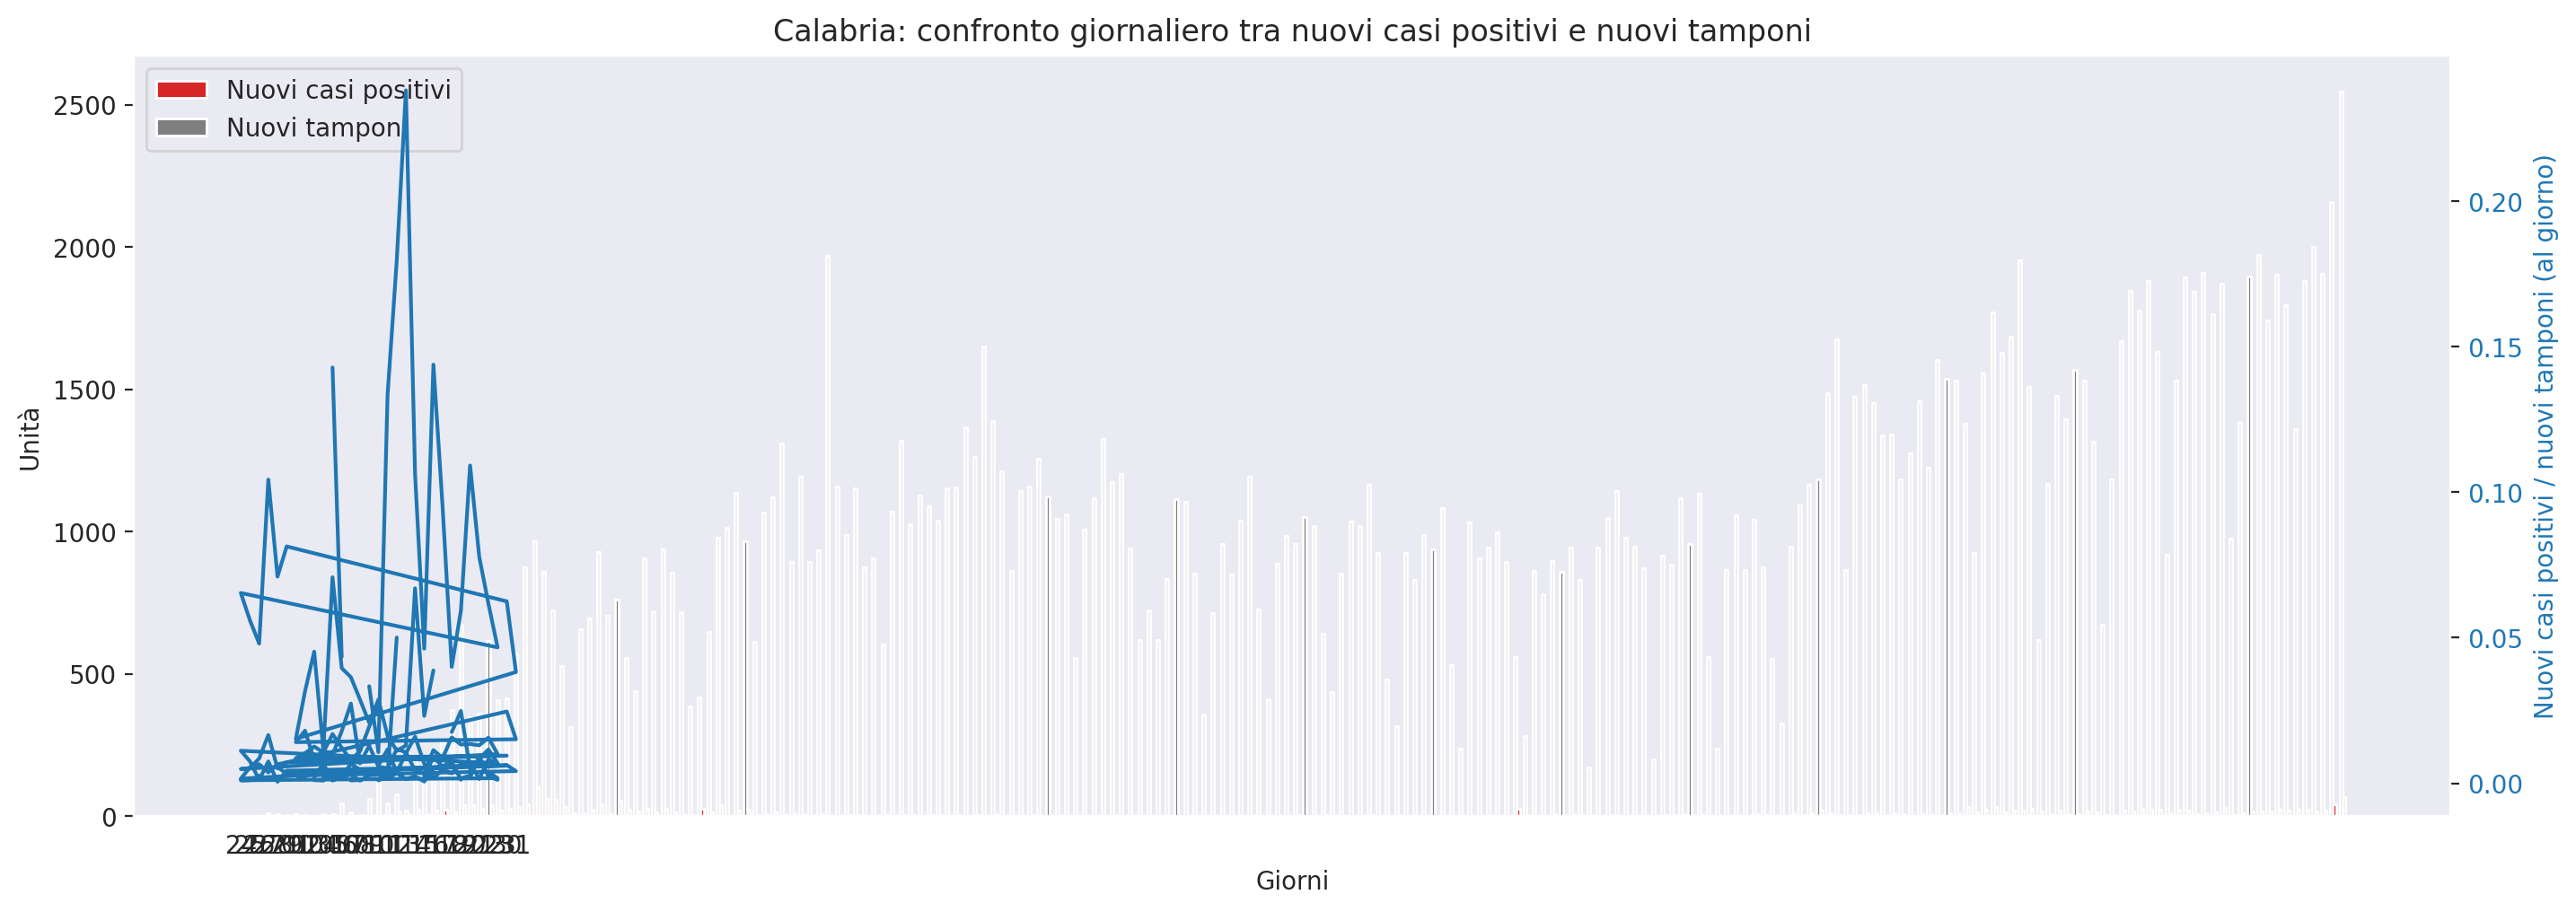 Calabria: confronto giornaliero tra nuovi casi positivi e nuovi tamponi
Nuovi casi positivi
Nuovi tamponi
2500
2000
1500
1000
500
0
Unità
0.20
0.15
0.10
0.05
0.00
Nuovi casi positivi / nuovi tamponi (al giorno)
Giorni